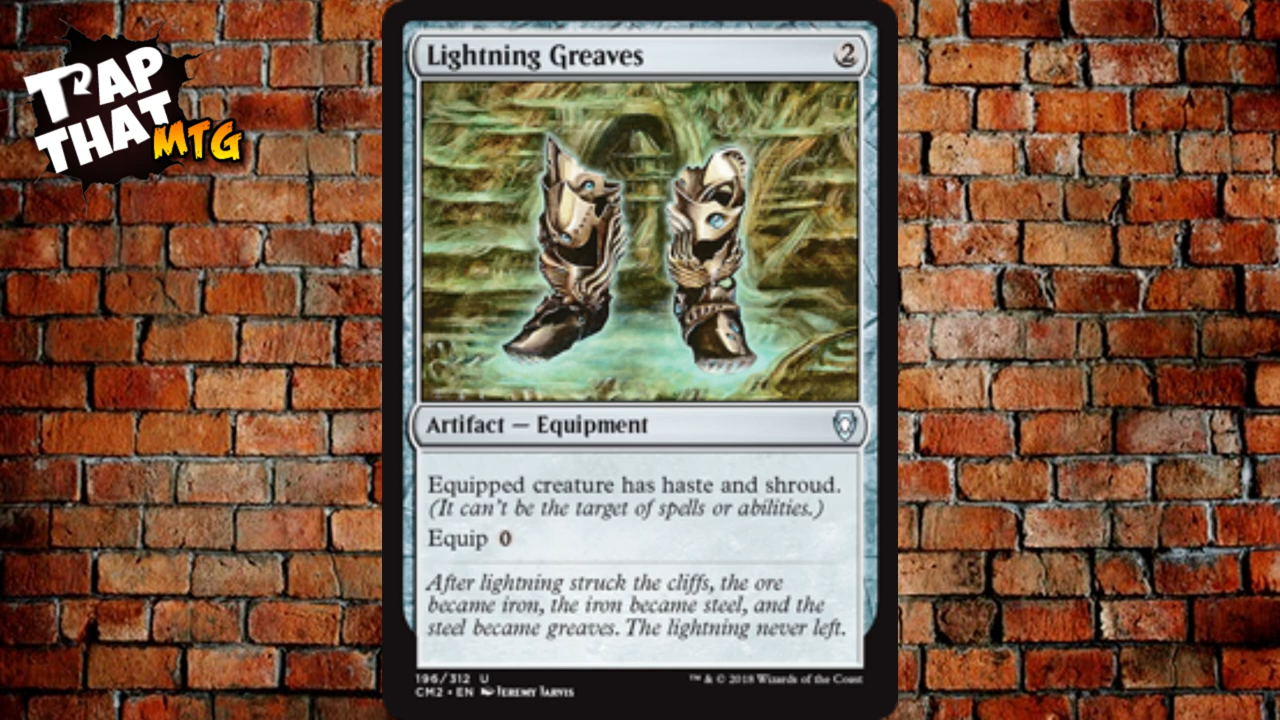 TRAP
THAT
MTG
Lightning Greaves 2
Artifact — Equipment
Equipped creature has haste and shroud.
(It can't be the target of spells or abilities.)
Equip 0
After lightning struck the cliffs, the ore
became iron, the iron became steel, and the
steel became greaves. The lightning never left.
196/312 U
CM2 • EN JEREMY JARVIS
™ & © 2018 Wizards of the Coast